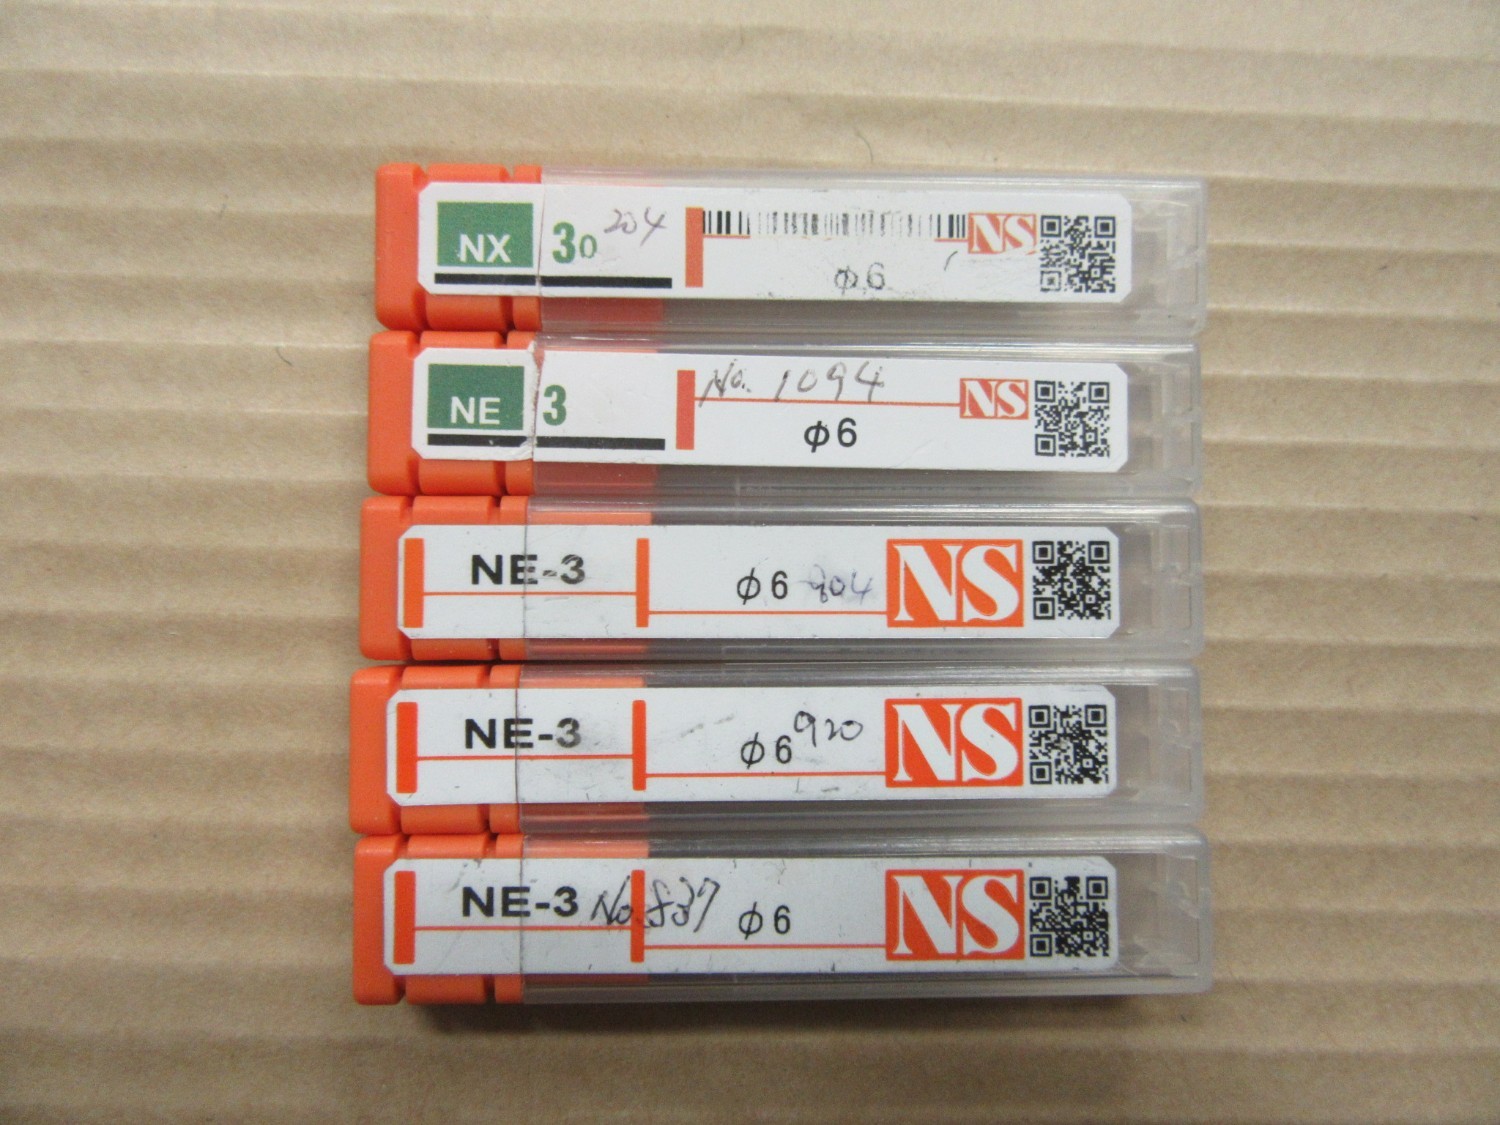 NX 30 204 NS
φ6
NE 3 No. 1094 NS
φ6
NE-3 φ6 804 NS
NE-3 φ6 920 NS
NE-3 No.837 φ6 NS